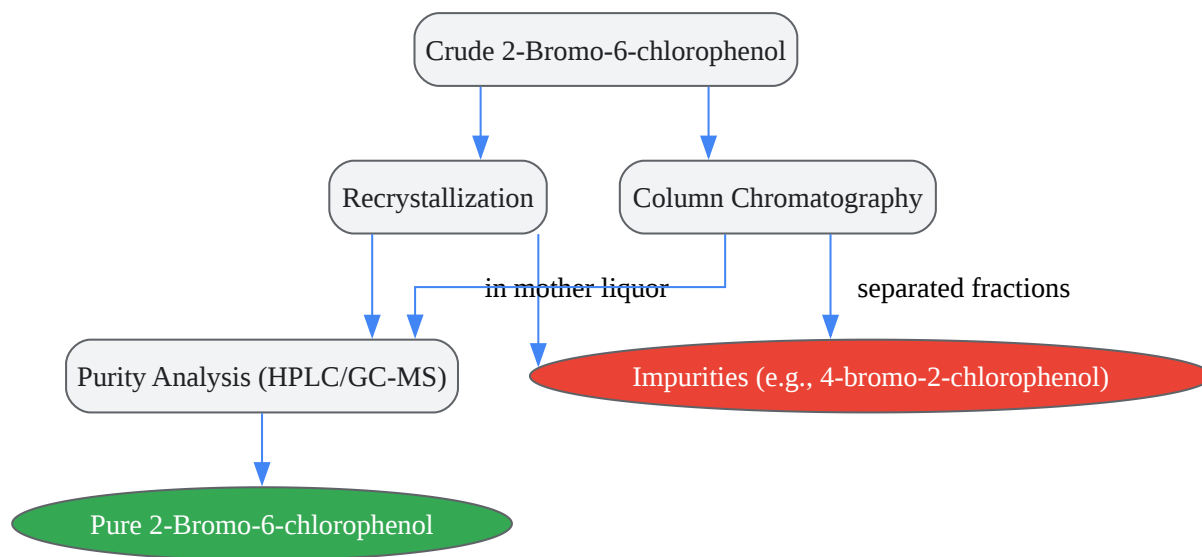 Crude 2-Bromo-6-chlorophenol
Recrystallization
Column Chromatography
in mother liquor
separated fractions
Purity Analysis (HPLC/GC-MS)
Impurities (e.g., 4-bromo-2-chlorophenol)
Pure 2-Bromo-6-chlorophenol